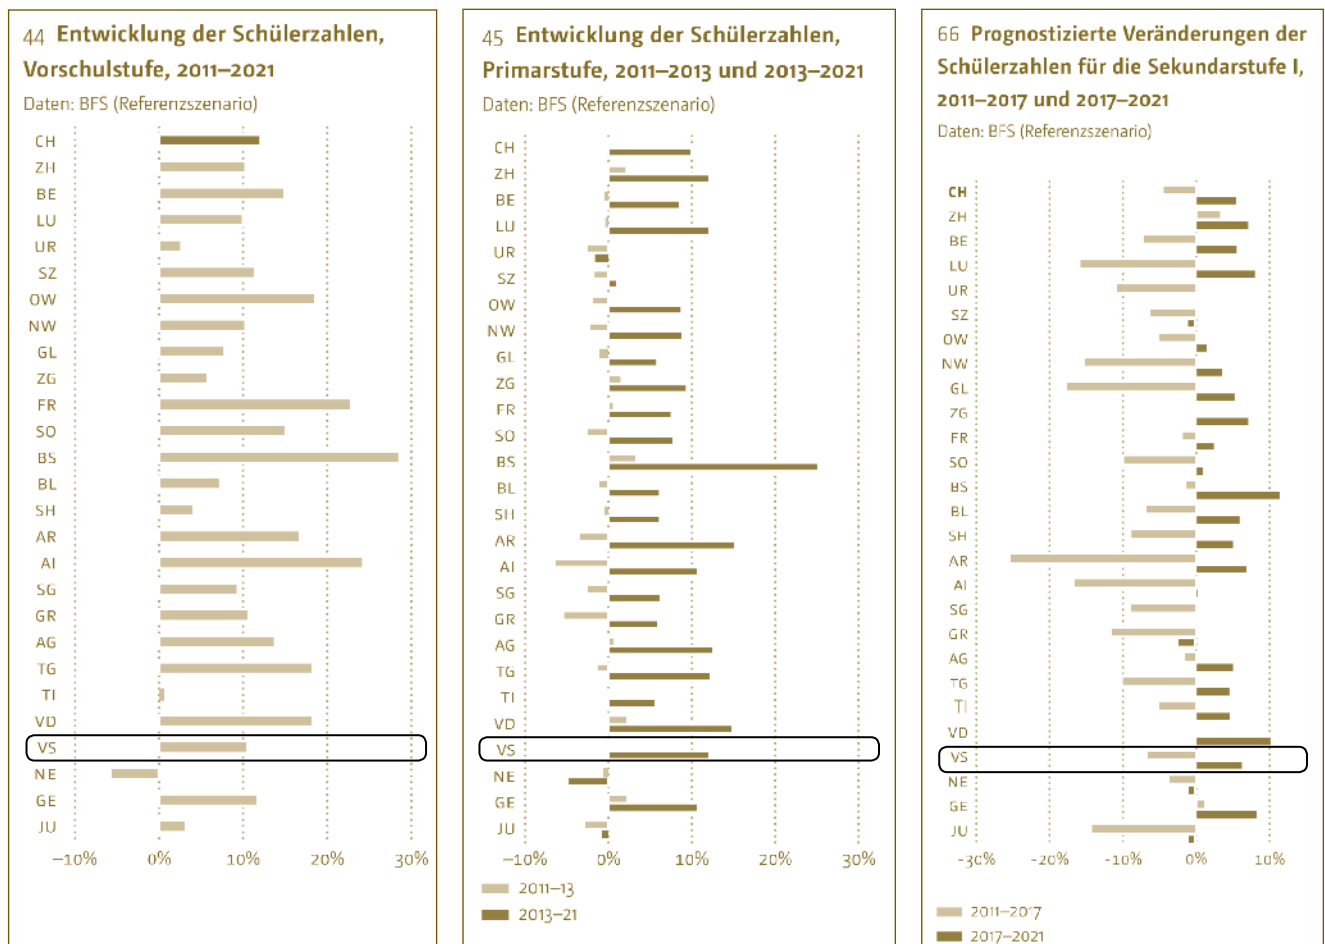 44 Entwicklung der Schülerzahlen,
Vorschulstufe, 2011–2021
Daten: BFS (Referenzszenario)
CH
ZH
BE
LU
UR
SZ
OW
NW
GL
ZG
FR
SO
BS
BL
SH
AR
AI
SG
GR
AG
TG
TI
VD
VS
NE
GE
JU
–10% 0% 10% 20% 30%
45 Entwicklung der Schülerzahlen,
Primarstufe, 2011–2013 und 2013–2021
Daten: BFS (Referenzszenario)
CH
ZH
BE
LU
UR
SZ
OW
NW
GL
ZG
FR
SO
BS
BL
SH
AR
AI
SG
GR
AG
TG
TI
VD
VS
NE
GE
JU
–10% 0% 10% 20% 30%
2011–13
2013–21
66 Prognostizierte Veränderungen der
Schülerzahlen für die Sekundarstufe I,
2011–2017 und 2017–2021
Daten: BFS (Referenzszenario)
CH
ZH
BE
LU
UR
SZ
OW
NW
GL
ZG
FR
SO
BS
BL
SH
AR
AI
SG
GR
AG
TG
TI
VD
VS
NE
GE
JU
-30% -20% -10% 0% 10%
2011–2017
2017–2021